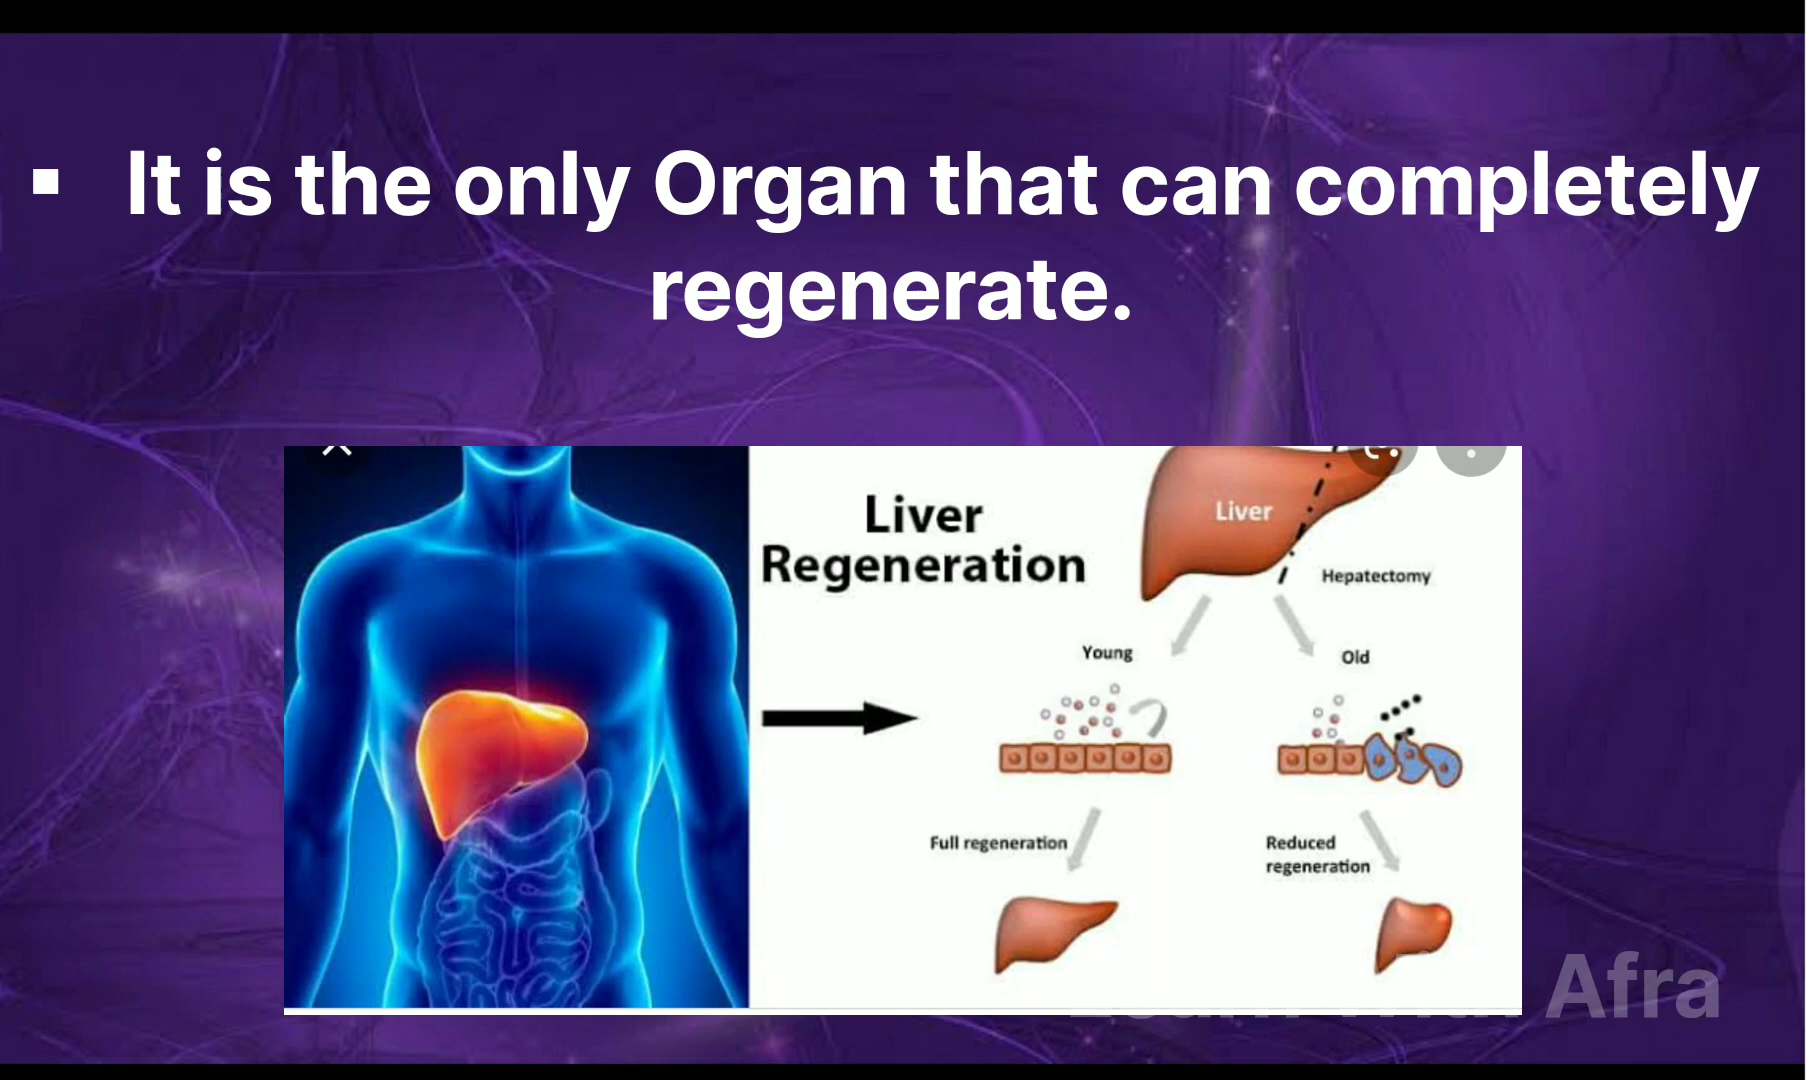 ▪ It is the only Organ that can completely
regenerate.
Liver
Regeneration
Liver
Hepatectomy
Young
Old
Full regeneration
Reduced
regeneration
Afra